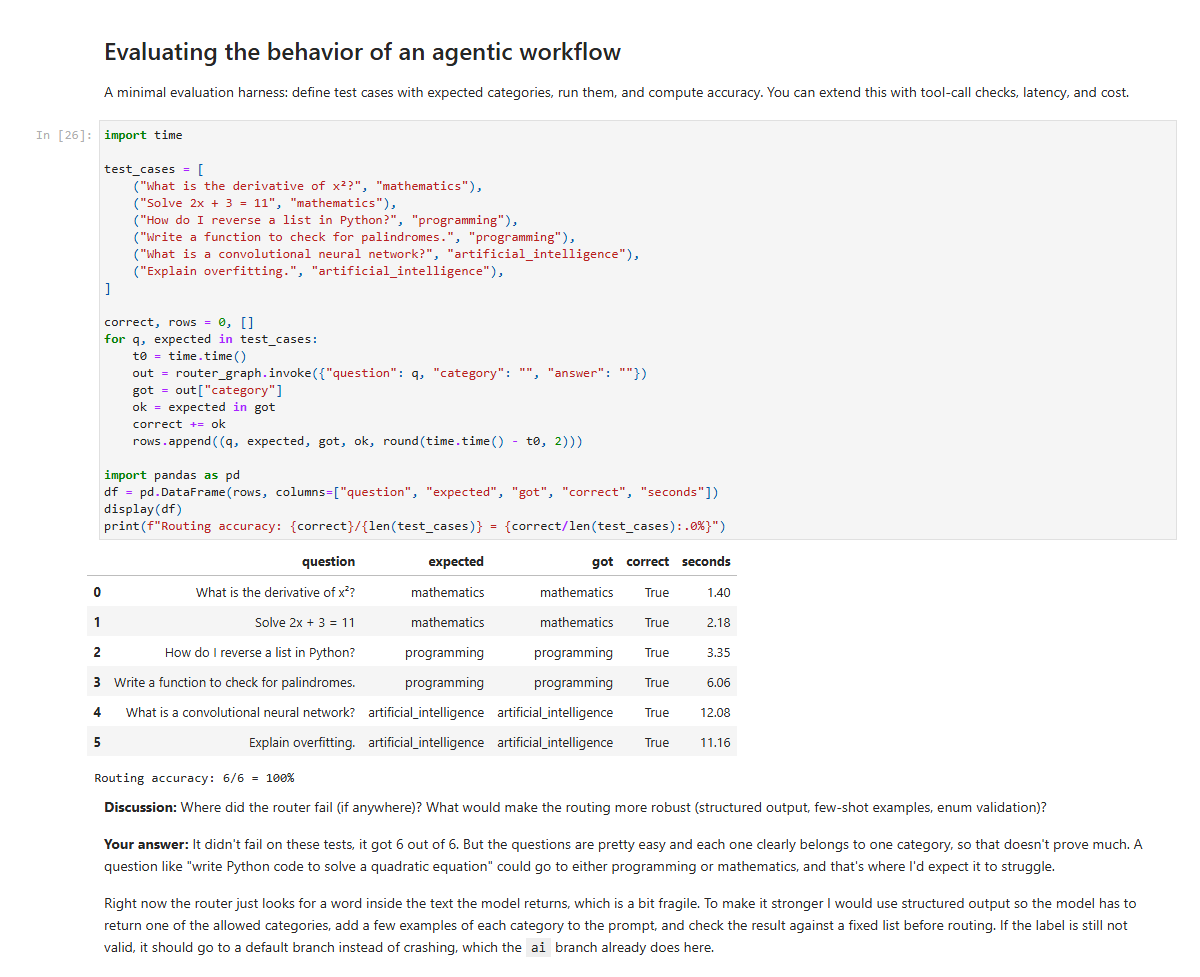 Evaluating the behavior of an agentic workflow
A minimal evaluation harness: define test cases with expected categories, run them, and compute accuracy. You can extend this with tool-call checks, latency, and cost.
In [26]:
import time
test_cases = [
    ("What is the derivative of x²?", "mathematics"),
    ("Solve 2x + 3 = 11", "mathematics"),
    ("How do I reverse a list in Python?", "programming"),
    ("Write a function to check for palindromes.", "programming"),
    ("What is a convolutional neural network?", "artificial_intelligence"),
    ("Explain overfitting.", "artificial_intelligence"),
]
correct, rows = 0, []
for q, expected in test_cases:
    t0 = time.time()
    out = router_graph.invoke({"question": q, "category": "", "answer": ""})
    got = out["category"]
    ok = expected in got
    correct += ok
    rows.append((q, expected, got, ok, round(time.time() - t0, 2)))
import pandas as pd
df = pd.DataFrame(rows, columns=["question", "expected", "got", "correct", "seconds"])
display(df)
print(f"Routing accuracy: {correct}/{len(test_cases)} = {correct/len(test_cases):.0%}")
question expected got correct seconds
0 What is the derivative of x²? mathematics mathematics True 1.40
1 Solve 2x + 3 = 11 mathematics mathematics True 2.18
2 How do I reverse a list in Python? programming programming True 3.35
3 Write a function to check for palindromes. programming programming True 6.06
4 What is a convolutional neural network? artificial_intelligence artificial_intelligence True 12.08
5 Explain overfitting. artificial_intelligence artificial_intelligence True 11.16
Routing accuracy: 6/6 = 100%
Discussion: Where did the router fail (if anywhere)? What would make the routing more robust (structured output, few-shot examples, enum validation)?
Your answer: It didn't fail on these tests, it got 6 out of 6. But the questions are pretty easy and each one clearly belongs to one category, so that doesn't prove much. A
question like "write Python code to solve a quadratic equation" could go to either programming or mathematics, and that's where I'd expect it to struggle.
Right now the router just looks for a word inside the text the model returns, which is a bit fragile. To make it stronger I would use structured output so the model has to
return one of the allowed categories, add a few examples of each category to the prompt, and check the result against a fixed list before routing. If the label is still not
valid, it should go to a default branch instead of crashing, which the ai branch already does here.